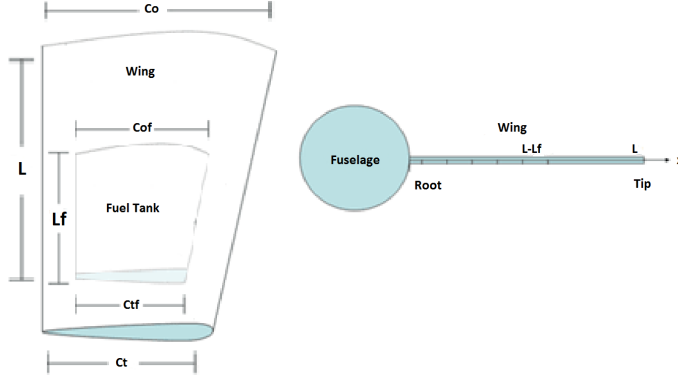 Co
Wing
Cof
L
Fuel Tank
Lf
Ctf
Ct
Wing
L-Lf
L
Fuselage
Root
Tip